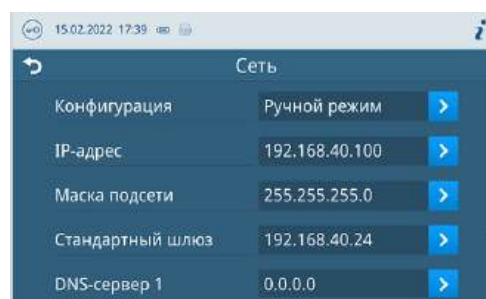 15.02.2022 17:39
Сеть
Конфигурация Ручной режим
IP-адрес 192.168.40.100
Маска подсети 255.255.255.0
Стандартный шлюз 192.168.40.24
DNS-сервер 1 0.0.0.0